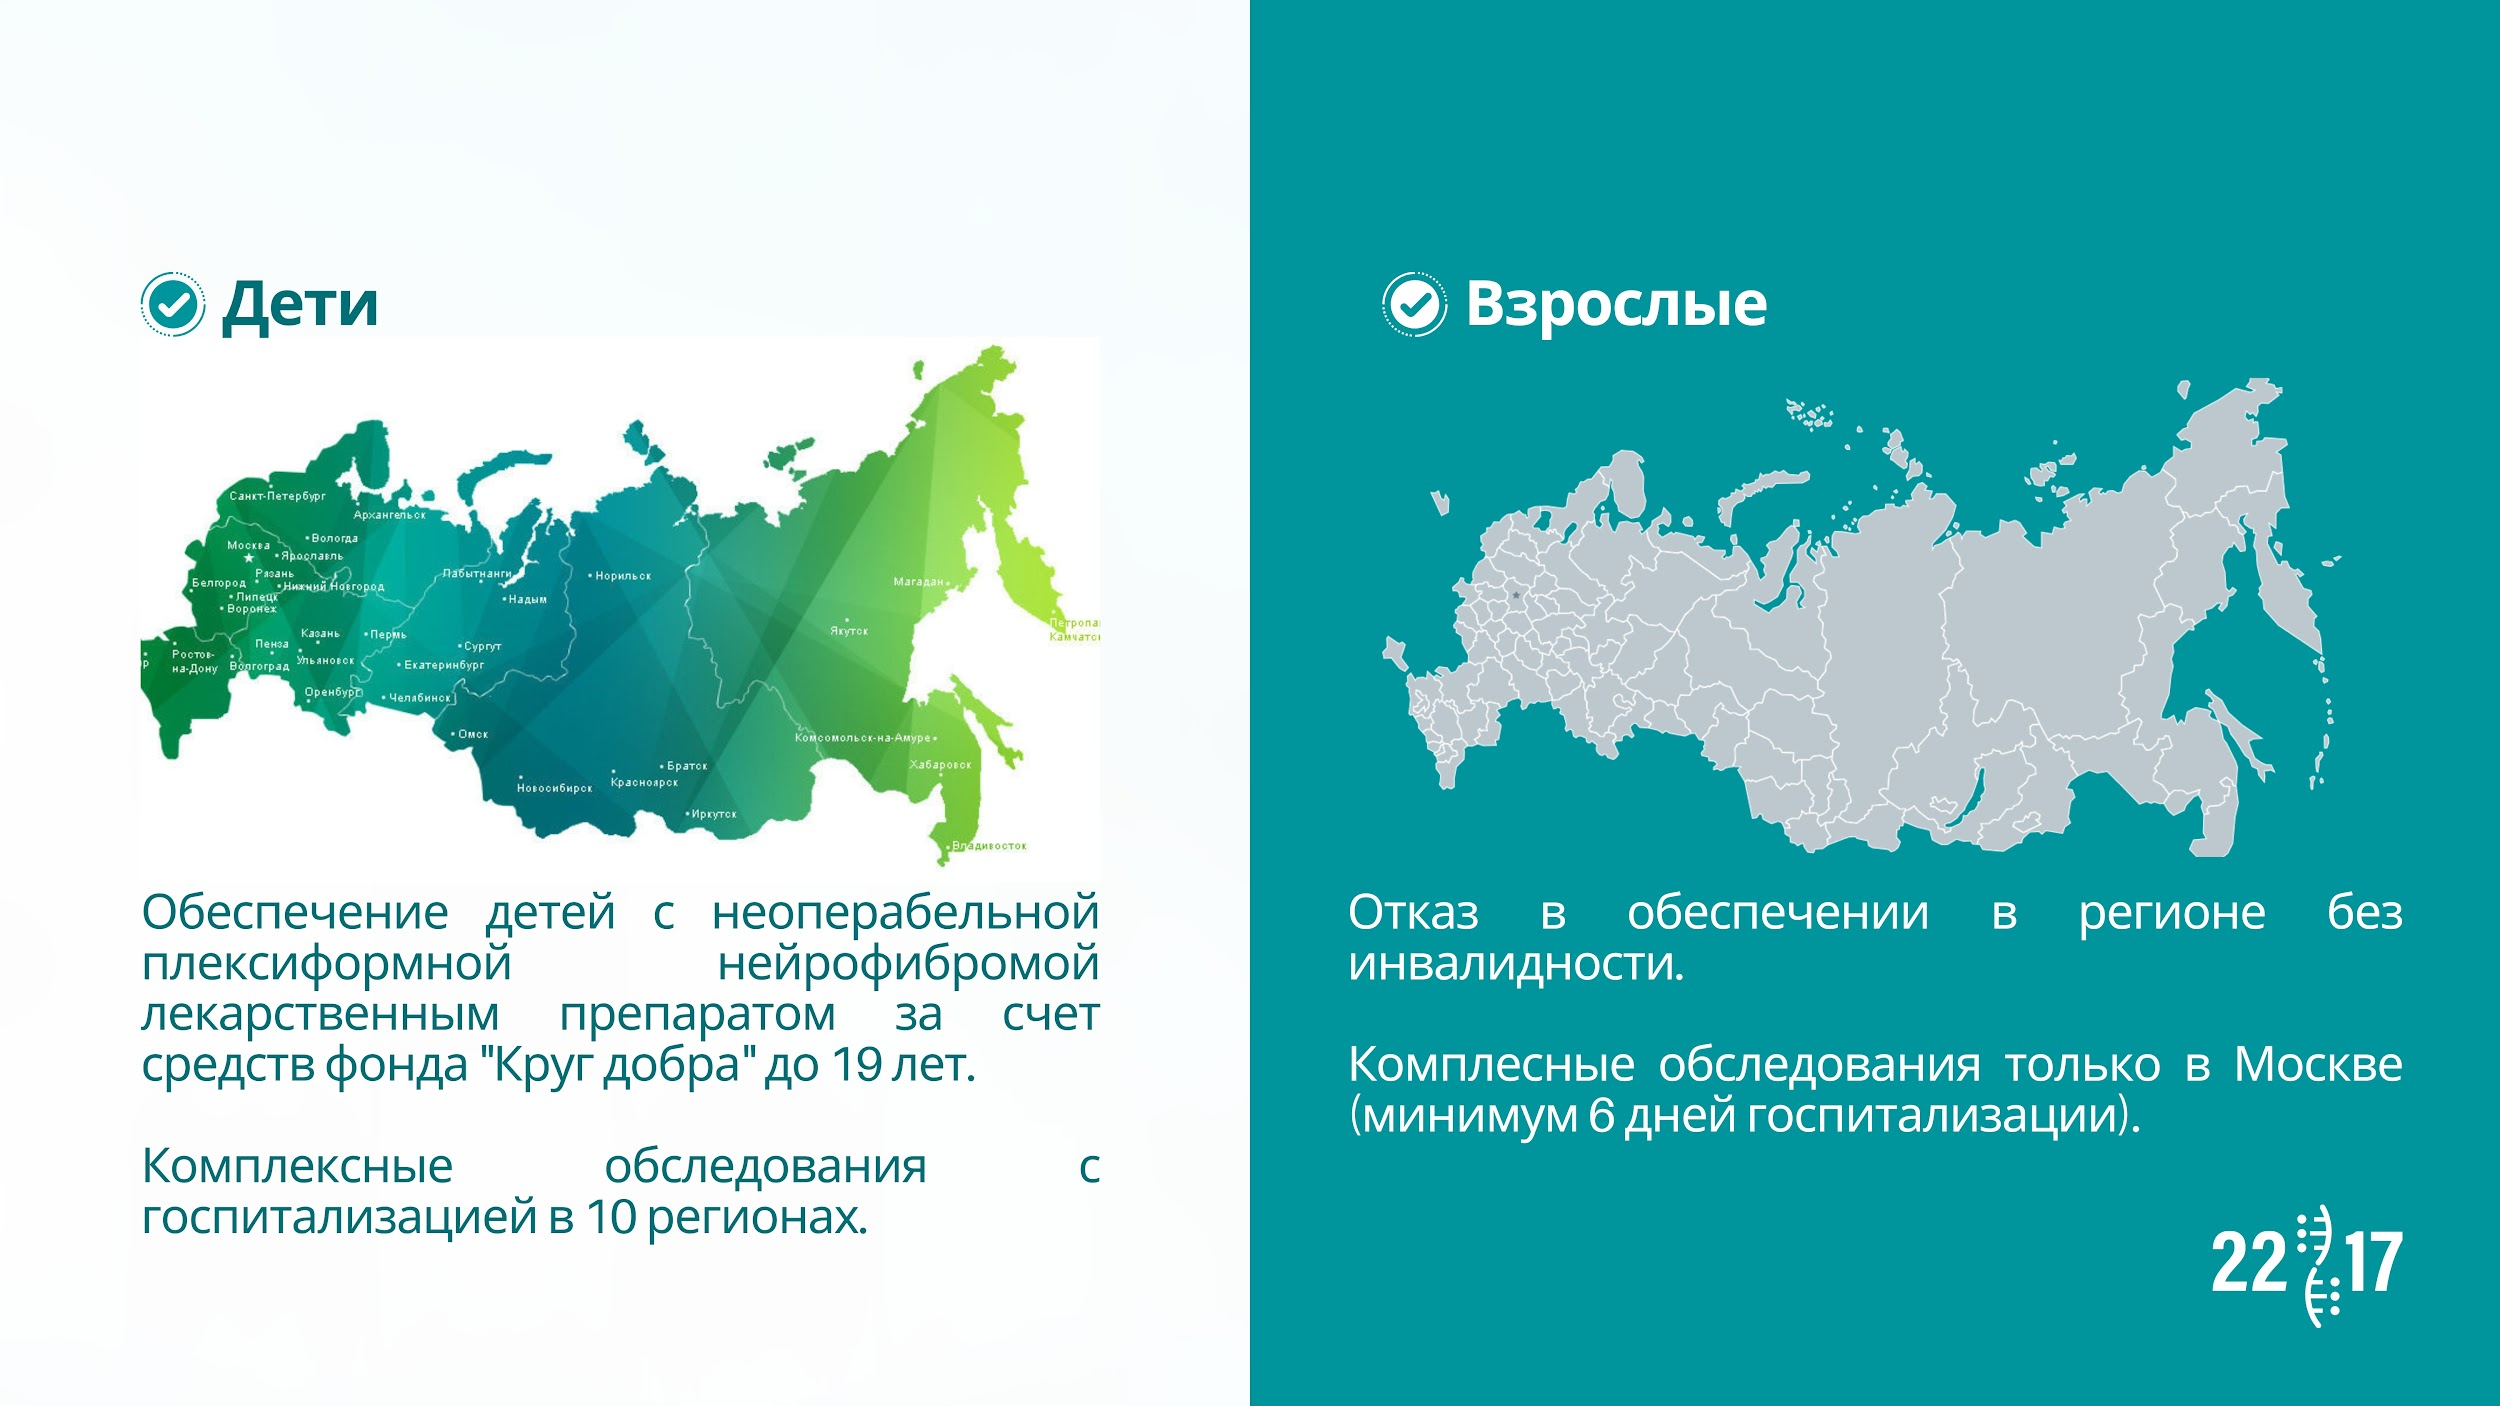 Дети
Санкт-Петербург
Архангельск
Вологда
Москва
Ярославль
Рязань
Белгород
Нижний Новгород
Липецк
Воронеж
Лабытнанги
Норильск
Надым
Магадан
Казань
Пермь
Пенза
Сургут
Якутск
Ростов-
на-Дону
Волгоград
Ульяновск
Екатеринбург
Оренбург
Челябинск
Омск
Комсомольск-на-Амуре
Братск
Хабаровск
Новосибирск
Красноярск
Иркутск
Владивосток
Обеспечение детей с неоперабельной
плексиформной нейрофибромой
лекарственным препаратом за счет
средств фонда "Круг добра" до 19 лет.
Комплексные обследования с
госпитализацией в 10 регионах.
Взрослые
Отказ в обеспечении в регионе без
инвалидности.
Комплесные обследования только в Москве
(минимум 6 дней госпитализации).
22 17